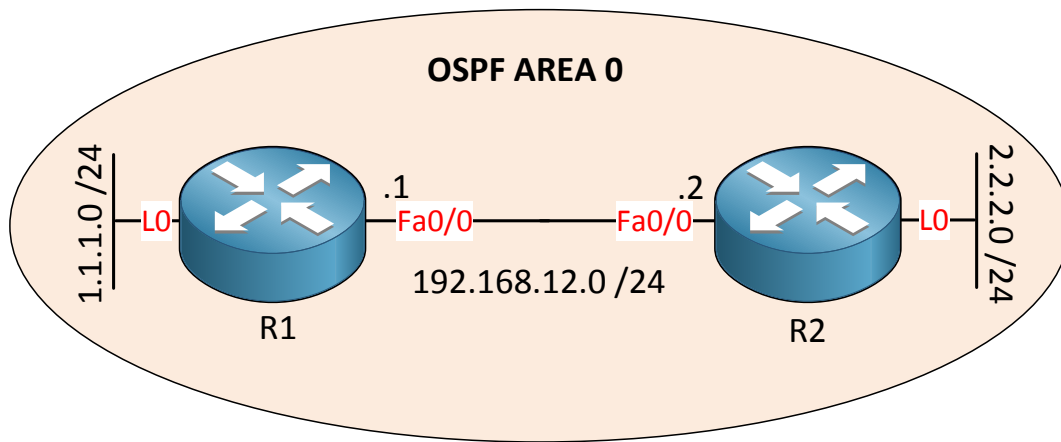 OSPF AREA 0
1.1.1.0 /24
L0
.1
Fa0/0
.2
Fa0/0
L0
2.2.2.0 /24
192.168.12.0 /24
R1
R2